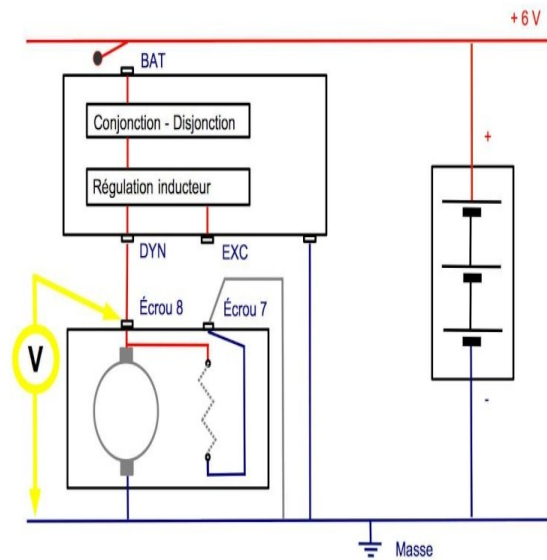 + 6 V
BAT
Conjonction - Disjonction
+
Régulation inducteur
DYN
EXC
Écrou 8
Écrou 7
V
-
Masse